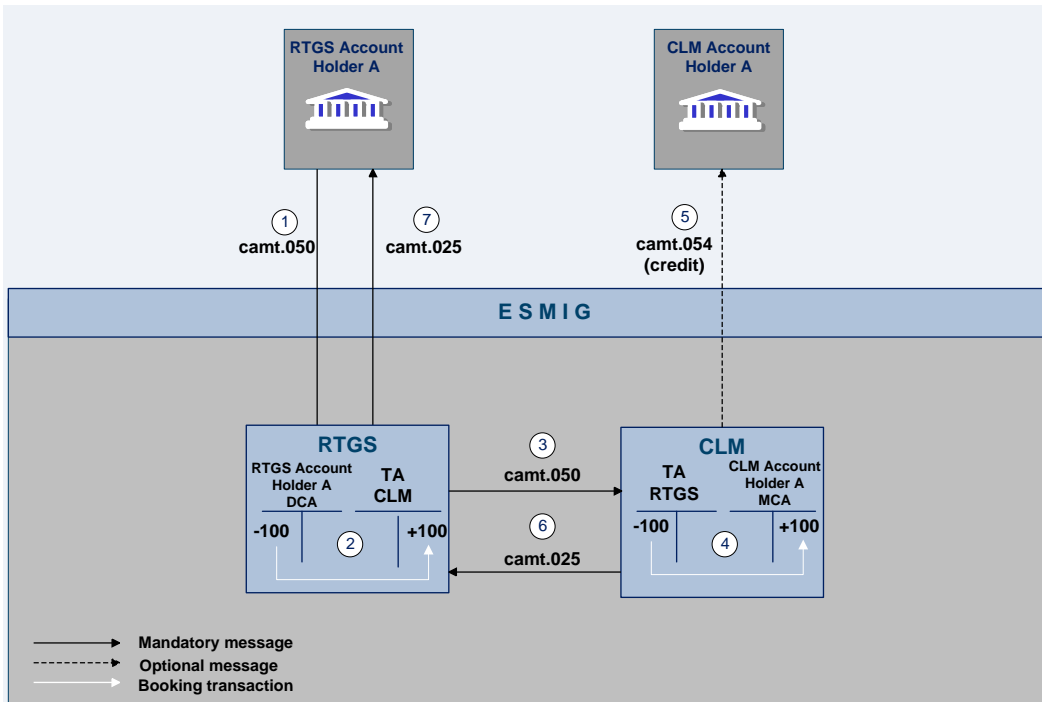 RTGS Account
Holder A
CLM Account
Holder A
1
camt.050
7
camt.025
5
camt.054
(credit)
E S M I G
RTGS
RTGS Account
Holder A
DCA
TA
CLM
-100
+100
2
3
camt.050
6
camt.025
CLM
TA
RTGS
CLM Account
Holder A
MCA
-100
+100
4
Mandatory message
Optional message
Booking transaction